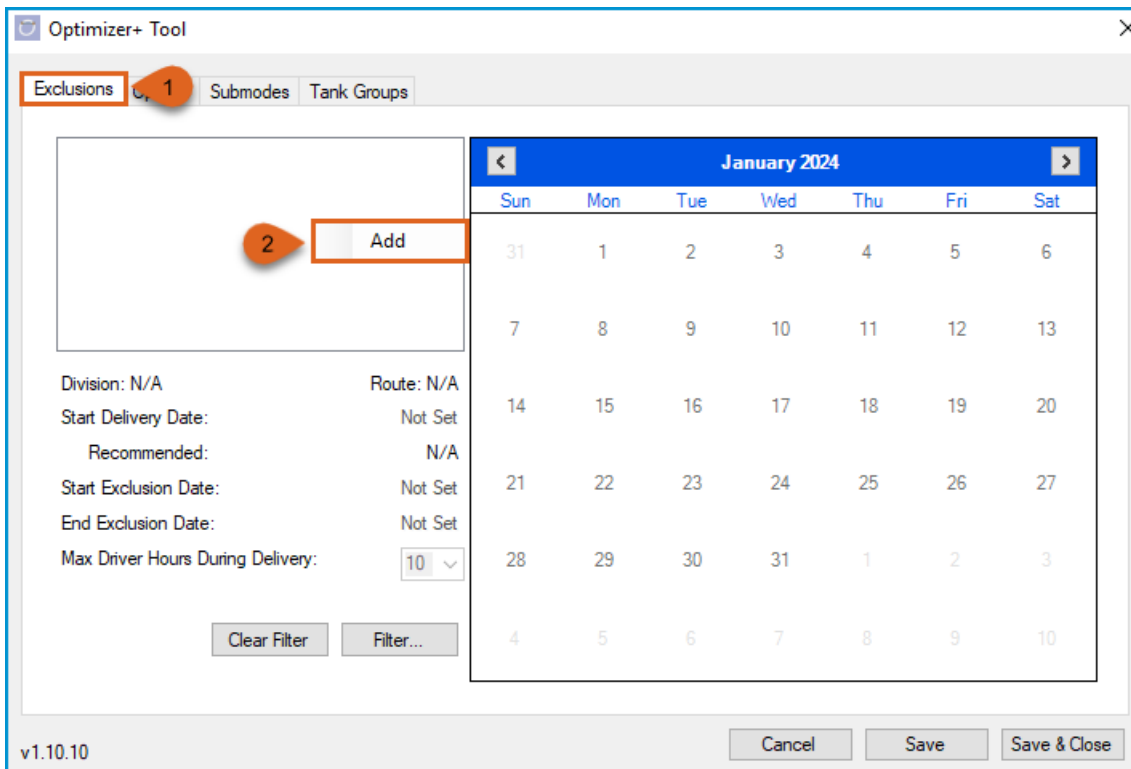 Optimizer+ Tool
Exclusions 1 Submodes Tank Groups
January 2024
Sun Mon Tue Wed Thu Fri Sat
2 Add
31 1 2 3 4 5 6
7 8 9 10 11 12 13
Division: N/A Route: N/A
Start Delivery Date: Not Set
14 15 16 17 18 19 20
Recommended: N/A
Start Exclusion Date: Not Set
21 22 23 24 25 26 27
End Exclusion Date: Not Set
Max Driver Hours During Delivery: 10
28 29 30 31 1 2 3
Clear Filter Filter...
4 5 6 7 8 9 10
v1.10.10 Cancel Save Save & Close